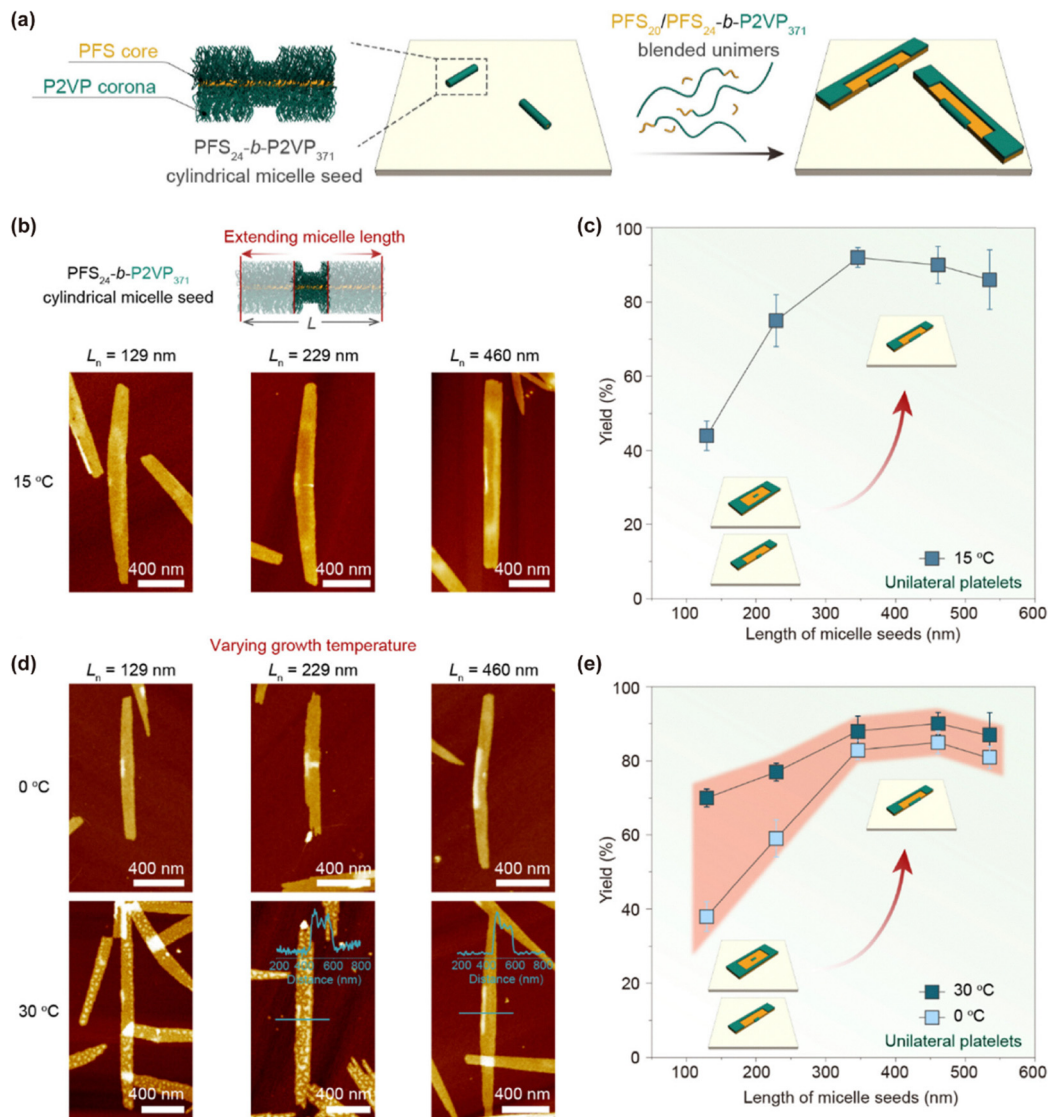 (a)
PFS core
P2VP corona
PFS₂₄-b-P2VP₃₇₁
cylindrical micelle seed
PFS₂₀/PFS₂₄-b-P2VP₃₇₁
blended unimers
(b)
Extending micelle length
PFS₂₄-b-P2VP₃₇₁
cylindrical micelle seed
L
Lₙ = 129 nm
Lₙ = 229 nm
Lₙ = 460 nm
15 °C
400 nm
400 nm
400 nm
(c)
Yield (%)
100
80
60
40
20
0
100 200 300 400 500 600
Length of micelle seeds (nm)
15 °C
Unilateral platelets
(d)
Varying growth temperature
Lₙ = 129 nm
Lₙ = 229 nm
Lₙ = 460 nm
0 °C
400 nm
400 nm
400 nm
30 °C
400 nm
200 400 600 800
Distance (nm)
400 nm
200 400 600 800
Distance (nm)
400 nm
(e)
Yield (%)
100
80
60
40
20
0
100 200 300 400 500 600
Length of micelle seeds (nm)
30 °C
0 °C
Unilateral platelets